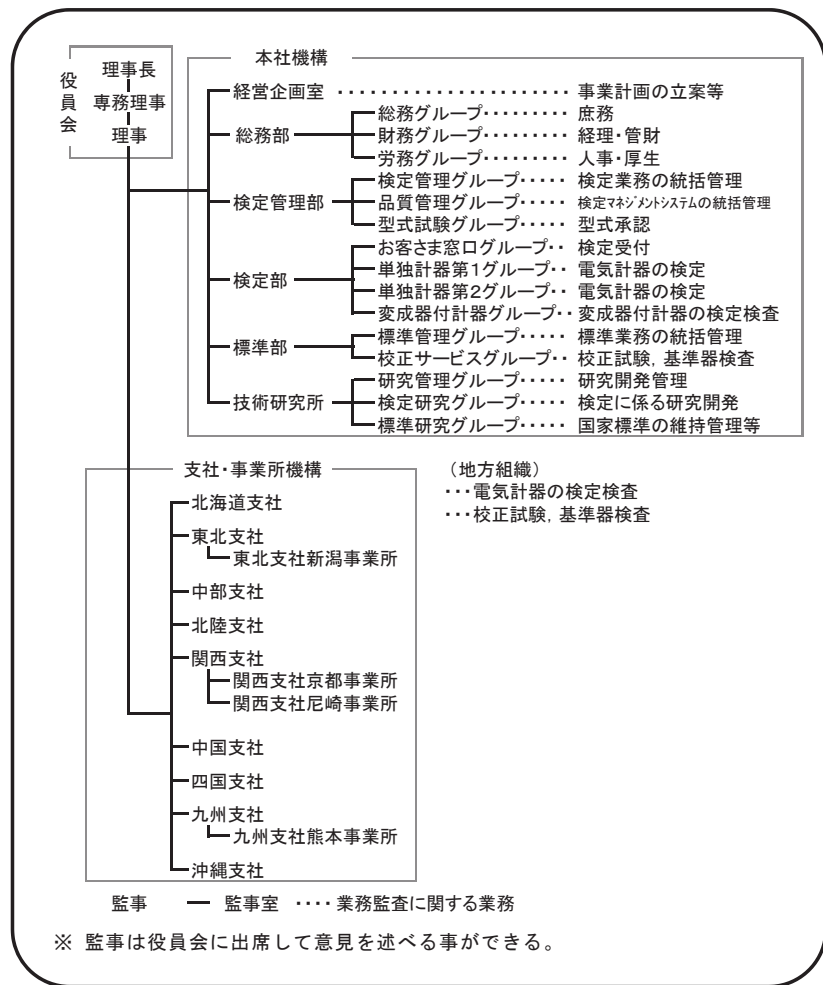 役員会
理事長
専務理事
理事
本社機構
経営企画室 ・・・・・・・・・・・・・・・・・・・・・・ 事業計画の立案等
総務部
総務グループ・・・・・・・・・ 庶務
財務グループ・・・・・・・・・ 経理・管財
労務グループ・・・・・・・・・ 人事・厚生
検定管理部
検定管理グループ・・・・・ 検定業務の統括管理
品質管理グループ・・・・・ 検定マネジメントシステムの統括管理
型式試験グループ・・・・・ 型式承認
検定部
お客さま窓口グループ・・ 検定受付
単独計器第1グループ・・ 電気計器の検定
単独計器第2グループ・・ 電気計器の検定
変成器付計器グループ・・ 変成器付計器の検定検査
標準部
標準管理グループ・・・・・ 標準業務の統括管理
校正サービスグループ・・ 校正試験, 基準器検査
技術研究所
研究管理グループ・・・・・ 研究開発管理
検定研究グループ・・・・・ 検定に係る研究開発
標準研究グループ・・・・・ 国家標準の維持管理等
支社・事業所機構
北海道支社
東北支社
東北支社新潟事業所
中部支社
北陸支社
関西支社
関西支社京都事業所
関西支社尼崎事業所
中国支社
四国支社
九州支社
九州支社熊本事業所
沖縄支社
(地方組織)
・・・電気計器の検定検査
・・・校正試験, 基準器検査
監事 ― 監事室 ・・・・ 業務監査に関する業務
※ 監事は役員会に出席して意見を述べる事ができる。